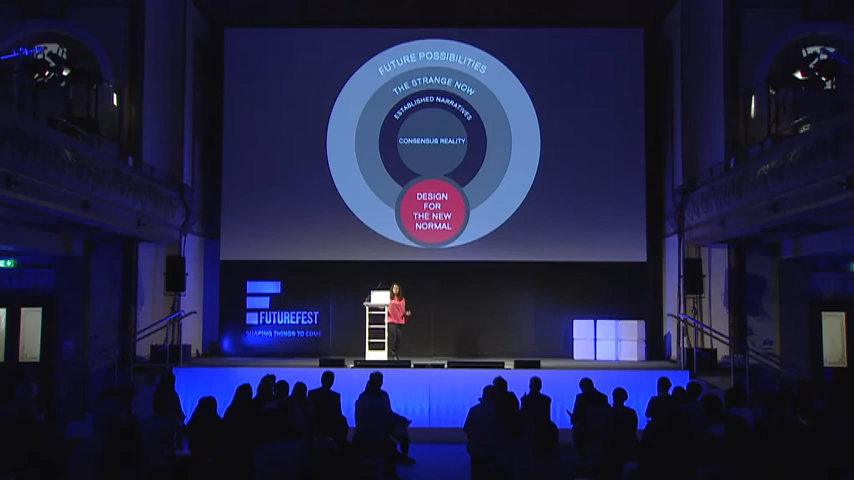 FUTURE POSSIBILITIES
THE STRANGE NOW
ESTABLISHED NARRATIVES
CONSENSUS REALITY
DESIGN
FOR
THE NEW
NORMAL
FUTUREFEST
SHAPING THINGS TO COME